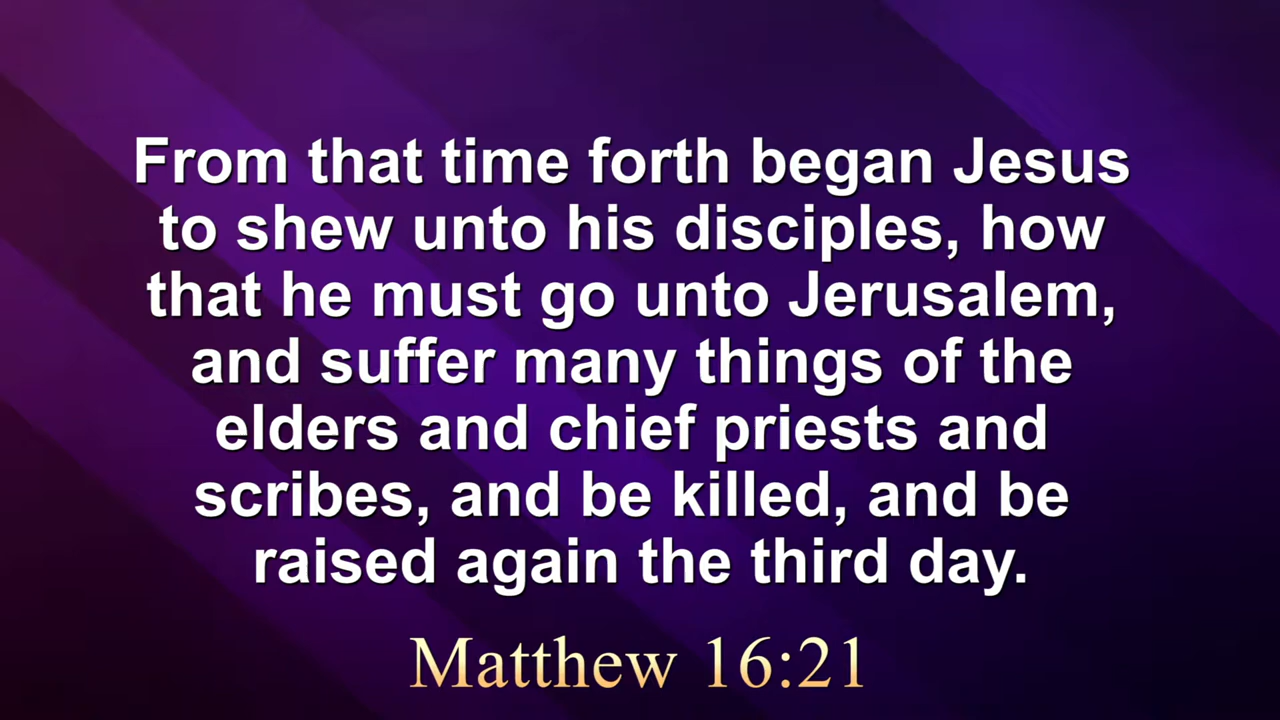 From that time forth began Jesus
to shew unto his disciples, how
that he must go unto Jerusalem,
and suffer many things of the
elders and chief priests and
scribes, and be killed, and be
raised again the third day.
Matthew 16:21